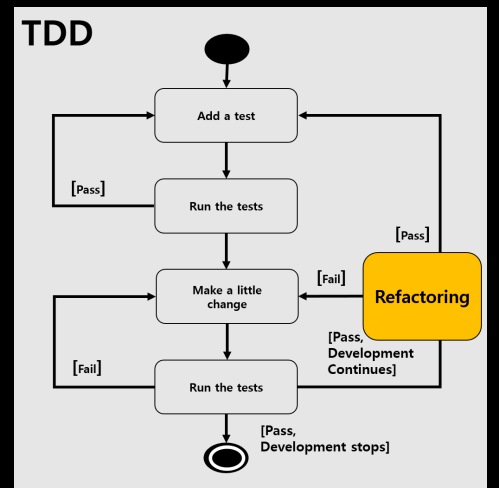 TDD
Add a test
[Pass]
Run the tests
[Pass]
[Fail]
Make a little
change
Refactoring
[Pass,
Development
Continues]
[Fail]
Run the tests
[Pass,
Development stops]